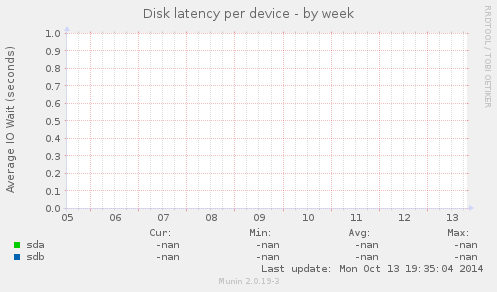 Disk latency per device - by week
RRDTOOL / TOBI OETIKER
Average IO Wait (seconds)
1.0
0.9
0.8
0.7
0.6
0.5
0.4
0.3
0.2
0.1
0.0
05 06 07 08 09 10 11 12 13
Cur: Min: Avg: Max:
sda -nan -nan -nan -nan
sdb -nan -nan -nan -nan
Last update: Mon Oct 13 19:35:04 2014
Munin 2.0.19-3